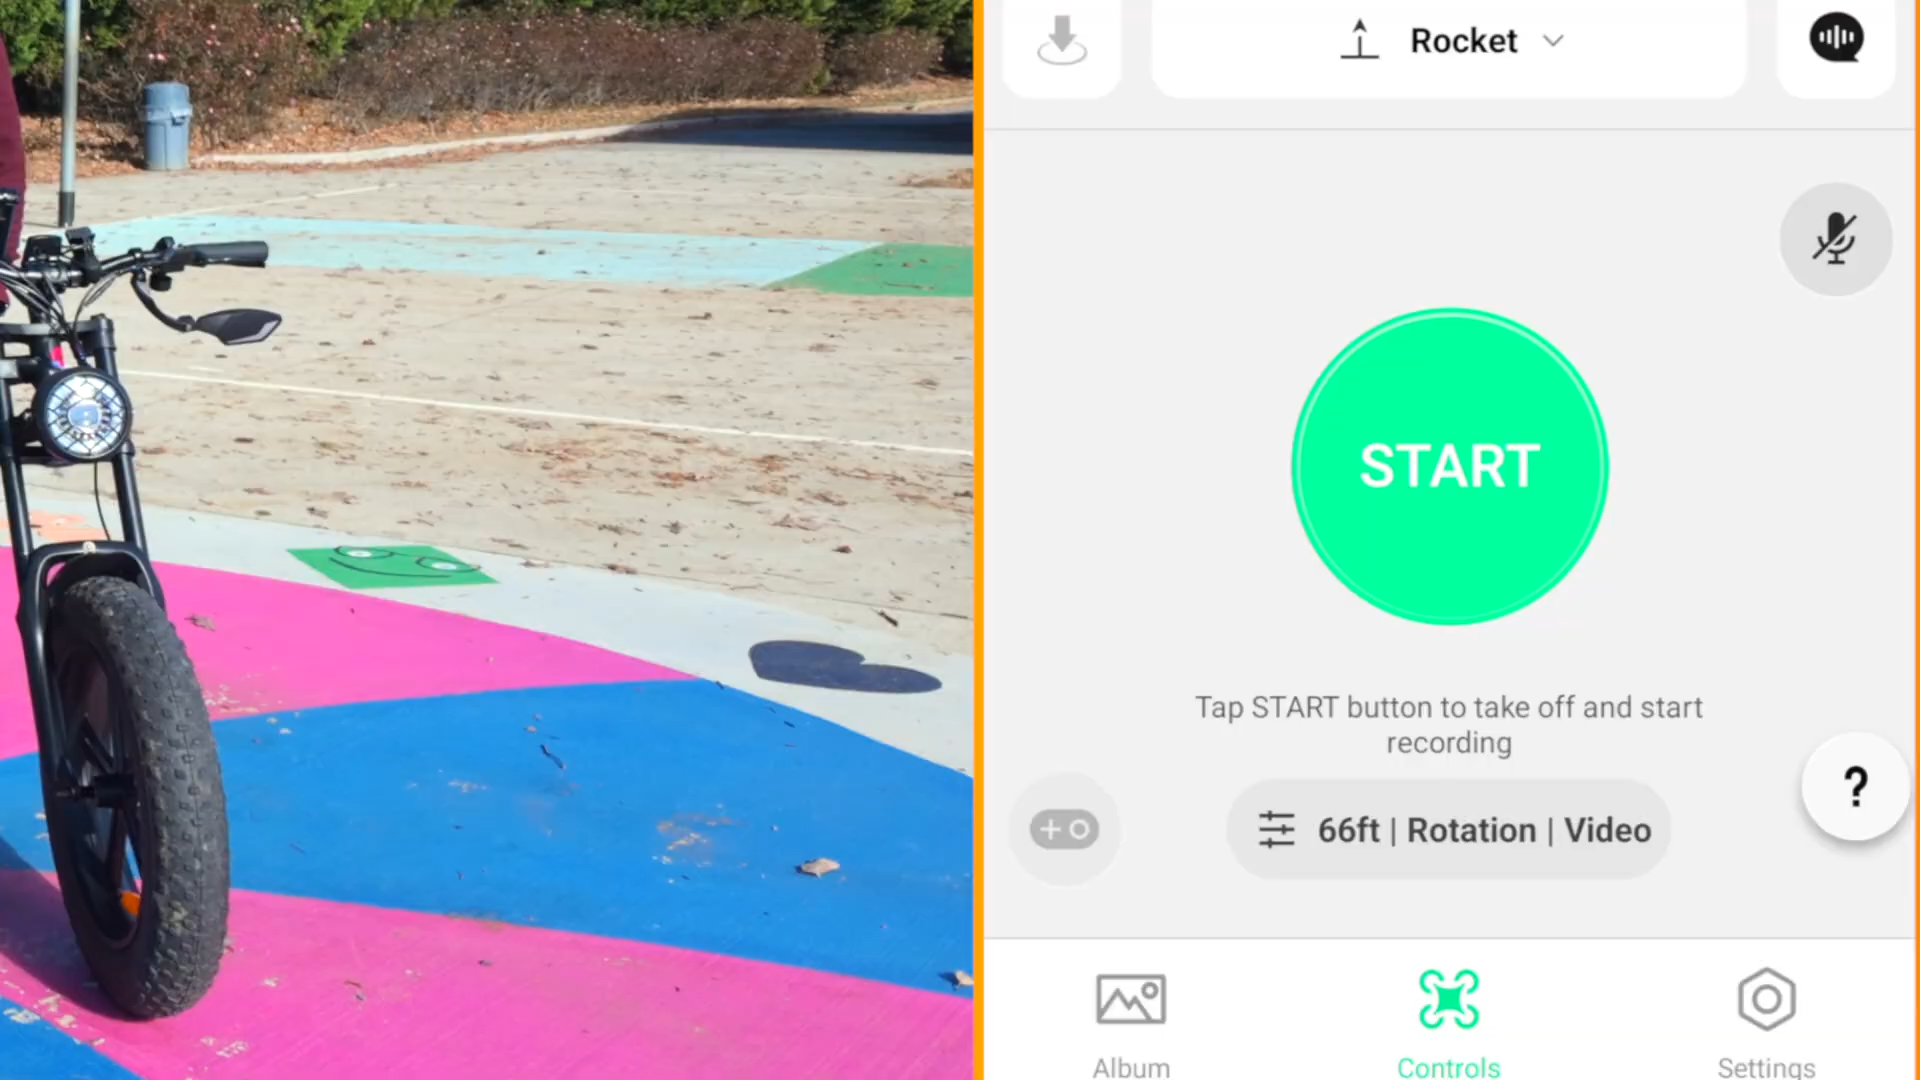 Rocket
START
Tap START button to take off and start
recording
66ft | Rotation | Video
?
Album
Controls
Settings